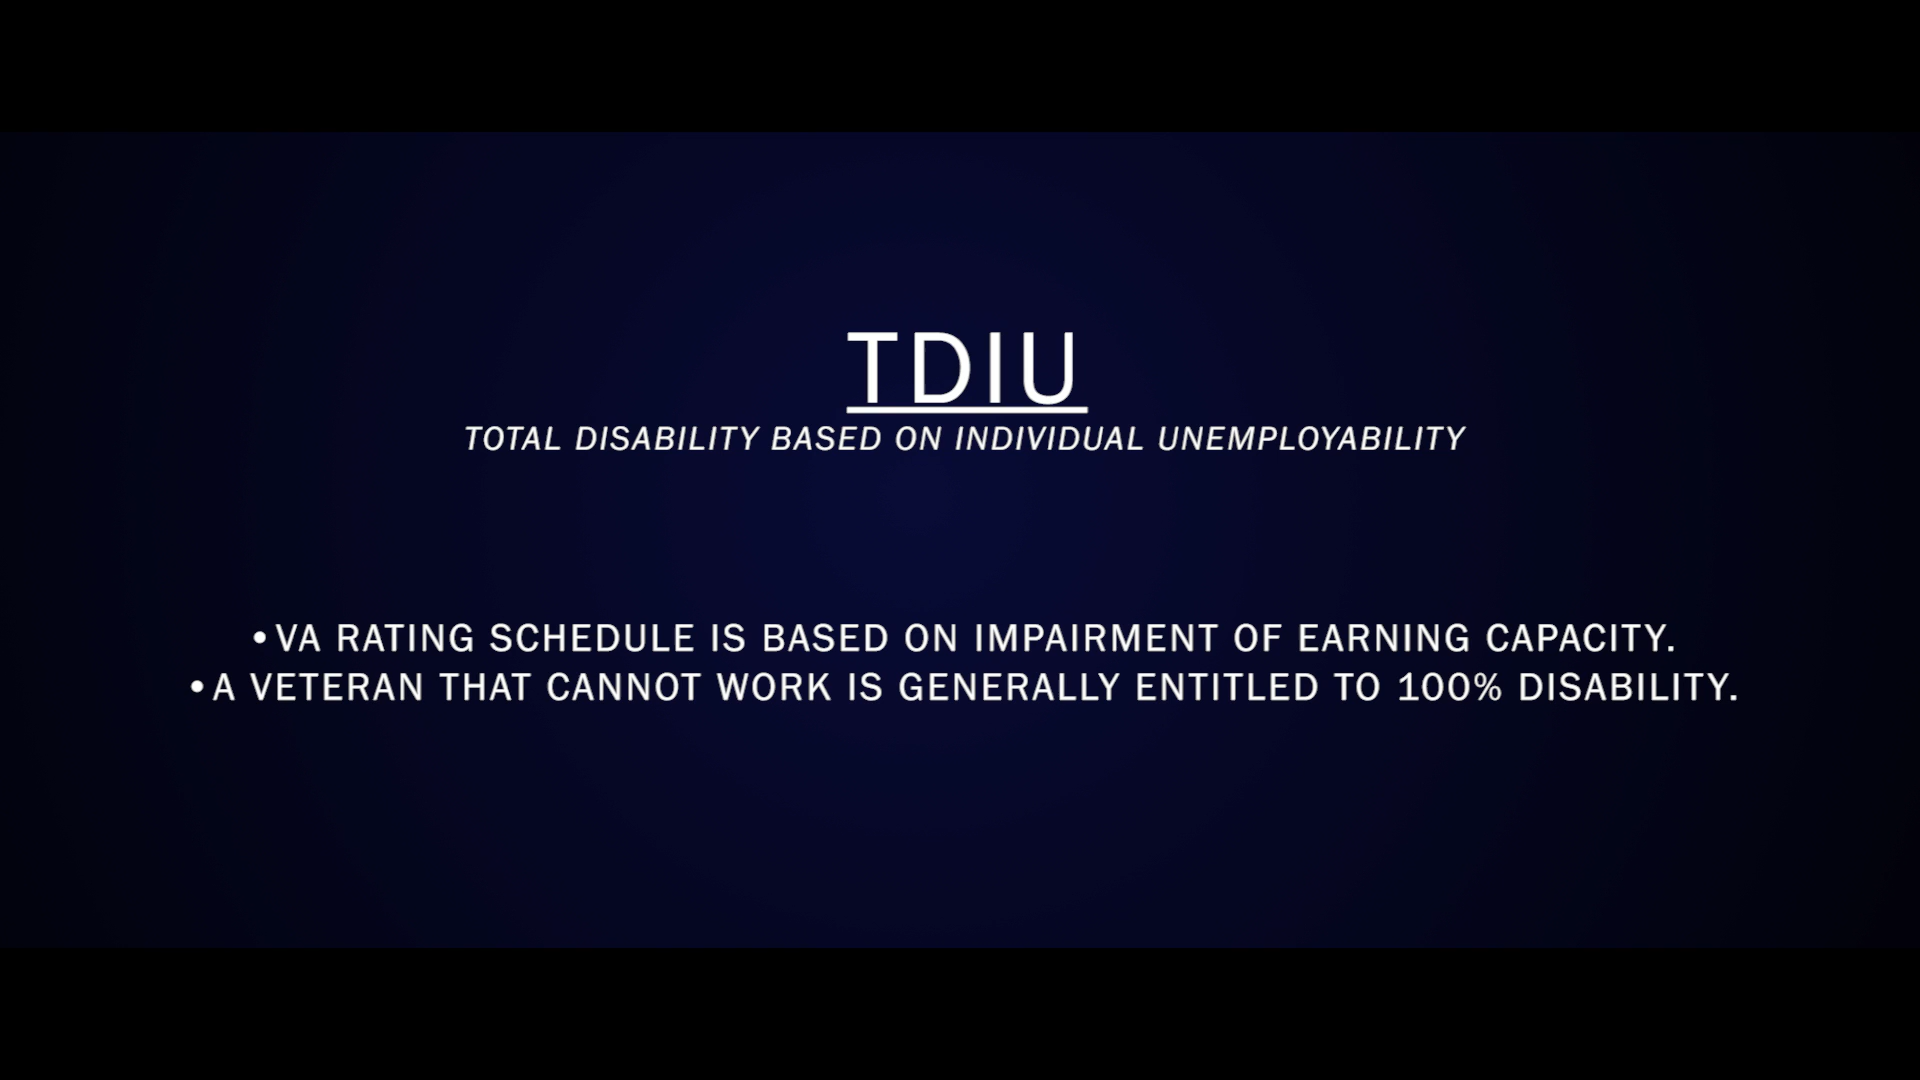 TDIU
TOTAL DISABILITY BASED ON INDIVIDUAL UNEMPLOYABILITY
•VA RATING SCHEDULE IS BASED ON IMPAIRMENT OF EARNING CAPACITY.
•A VETERAN THAT CANNOT WORK IS GENERALLY ENTITLED TO 100% DISABILITY.